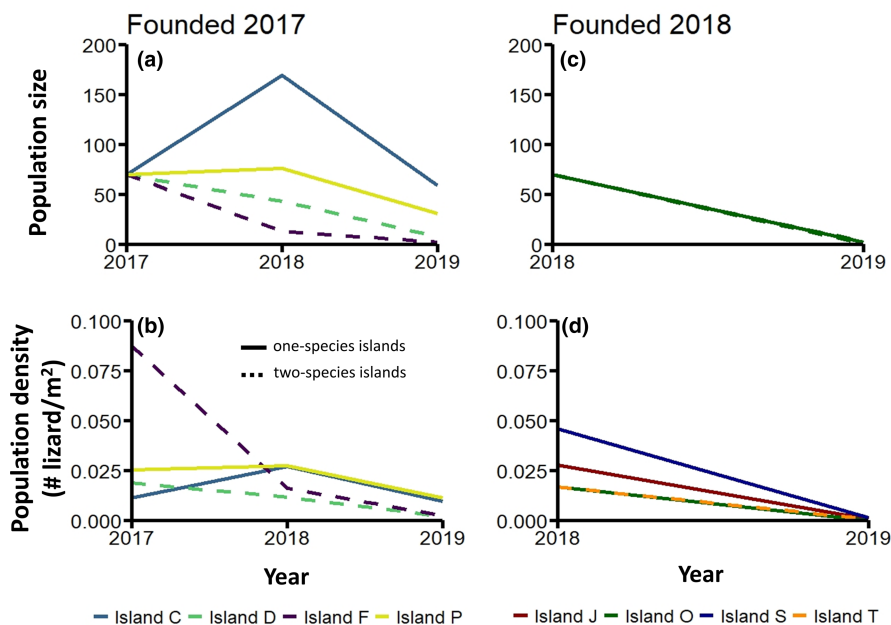 Founded 2017
Founded 2018
Population size
200
150
100
50
0
(a)
2017
2018
2019
200
150
100
50
0
(c)
2018
2019
Population density
(# lizard/m²)
0.100
0.075
0.050
0.025
0.000
(b)
one-species islands
two-species islands
2017
2018
2019
0.100
0.075
0.050
0.025
0.000
(d)
2018
2019
Year
Year
Island C Island D Island F Island P
Island J Island O Island S Island T